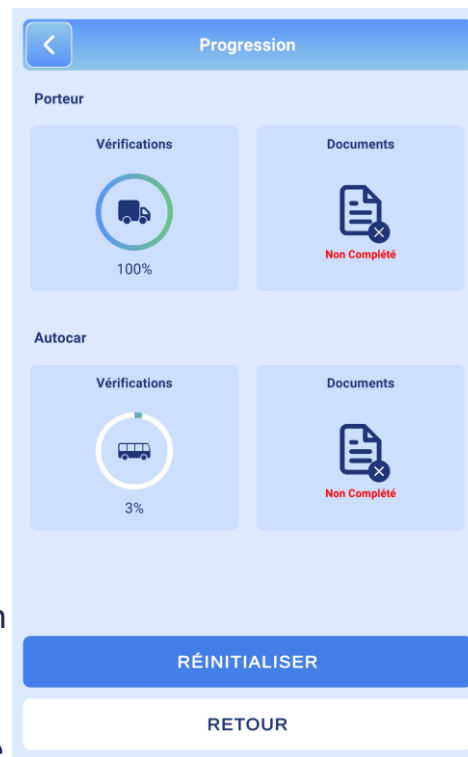 Progression
Porteur
Vérifications
Documents
100%
Non Complété
Autocar
Vérifications
Documents
3%
Non Complété
RÉINITIALISER
RETOUR